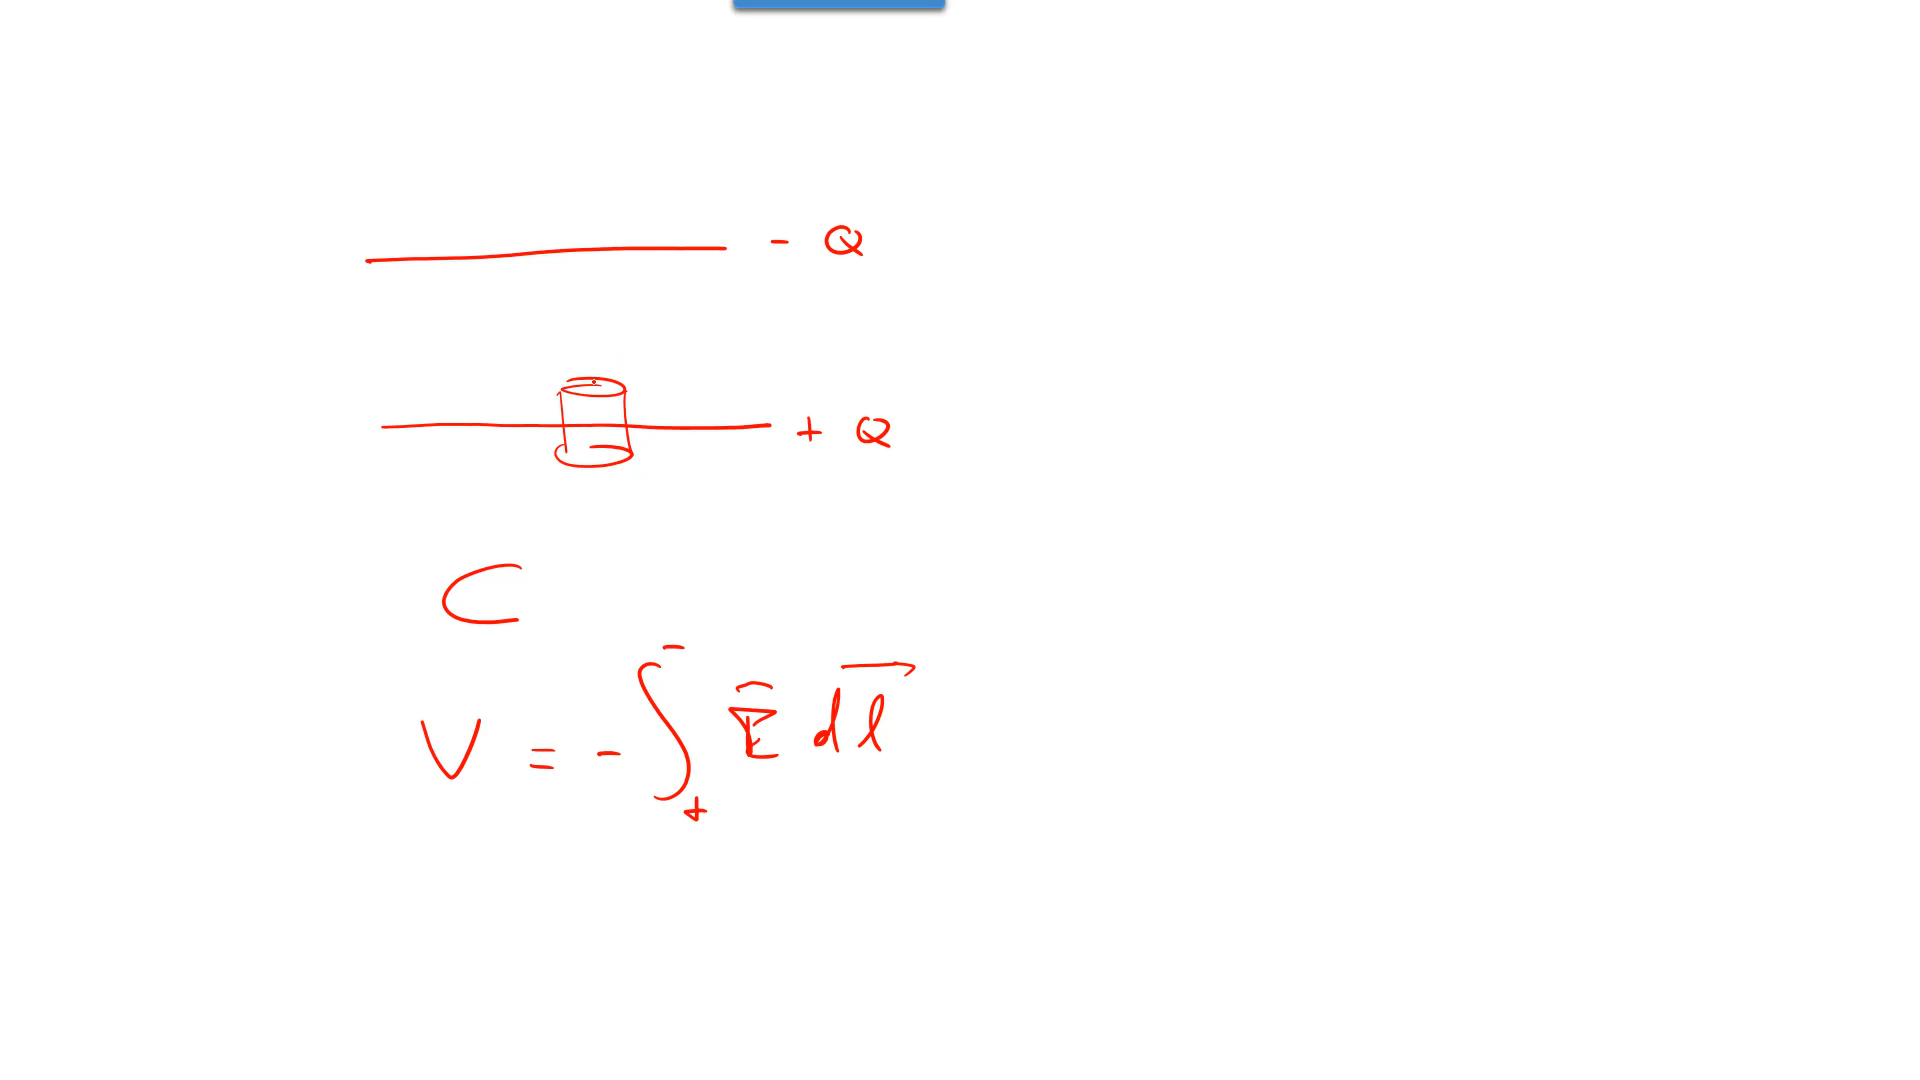 - Q
+ Q
C
V = - ∫₊⁻ E⃗ dl⃗